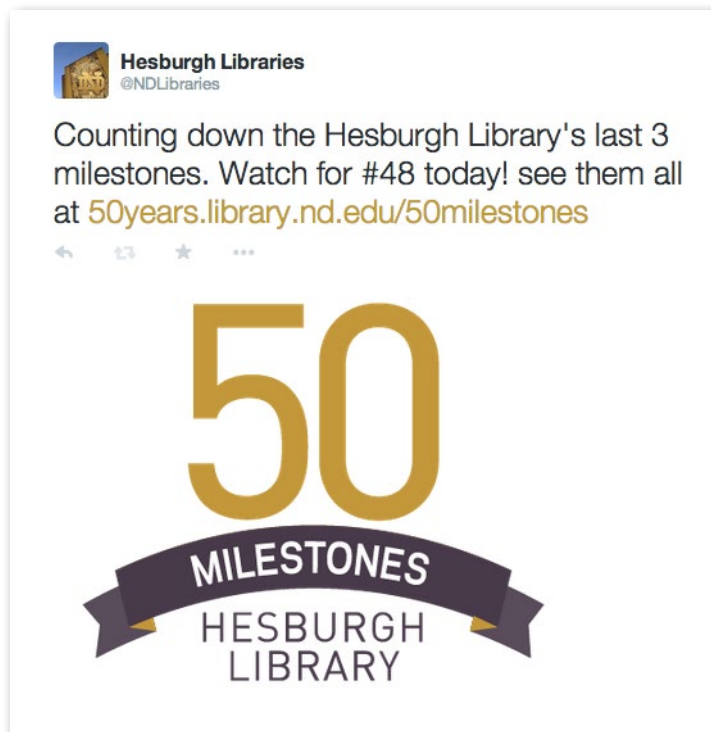 Hesburgh Libraries
@NDLibraries
Counting down the Hesburgh Library's last 3
milestones. Watch for #48 today! see them all
at 50years.library.nd.edu/50milestones
50
MILESTONES
HESBURGH
LIBRARY